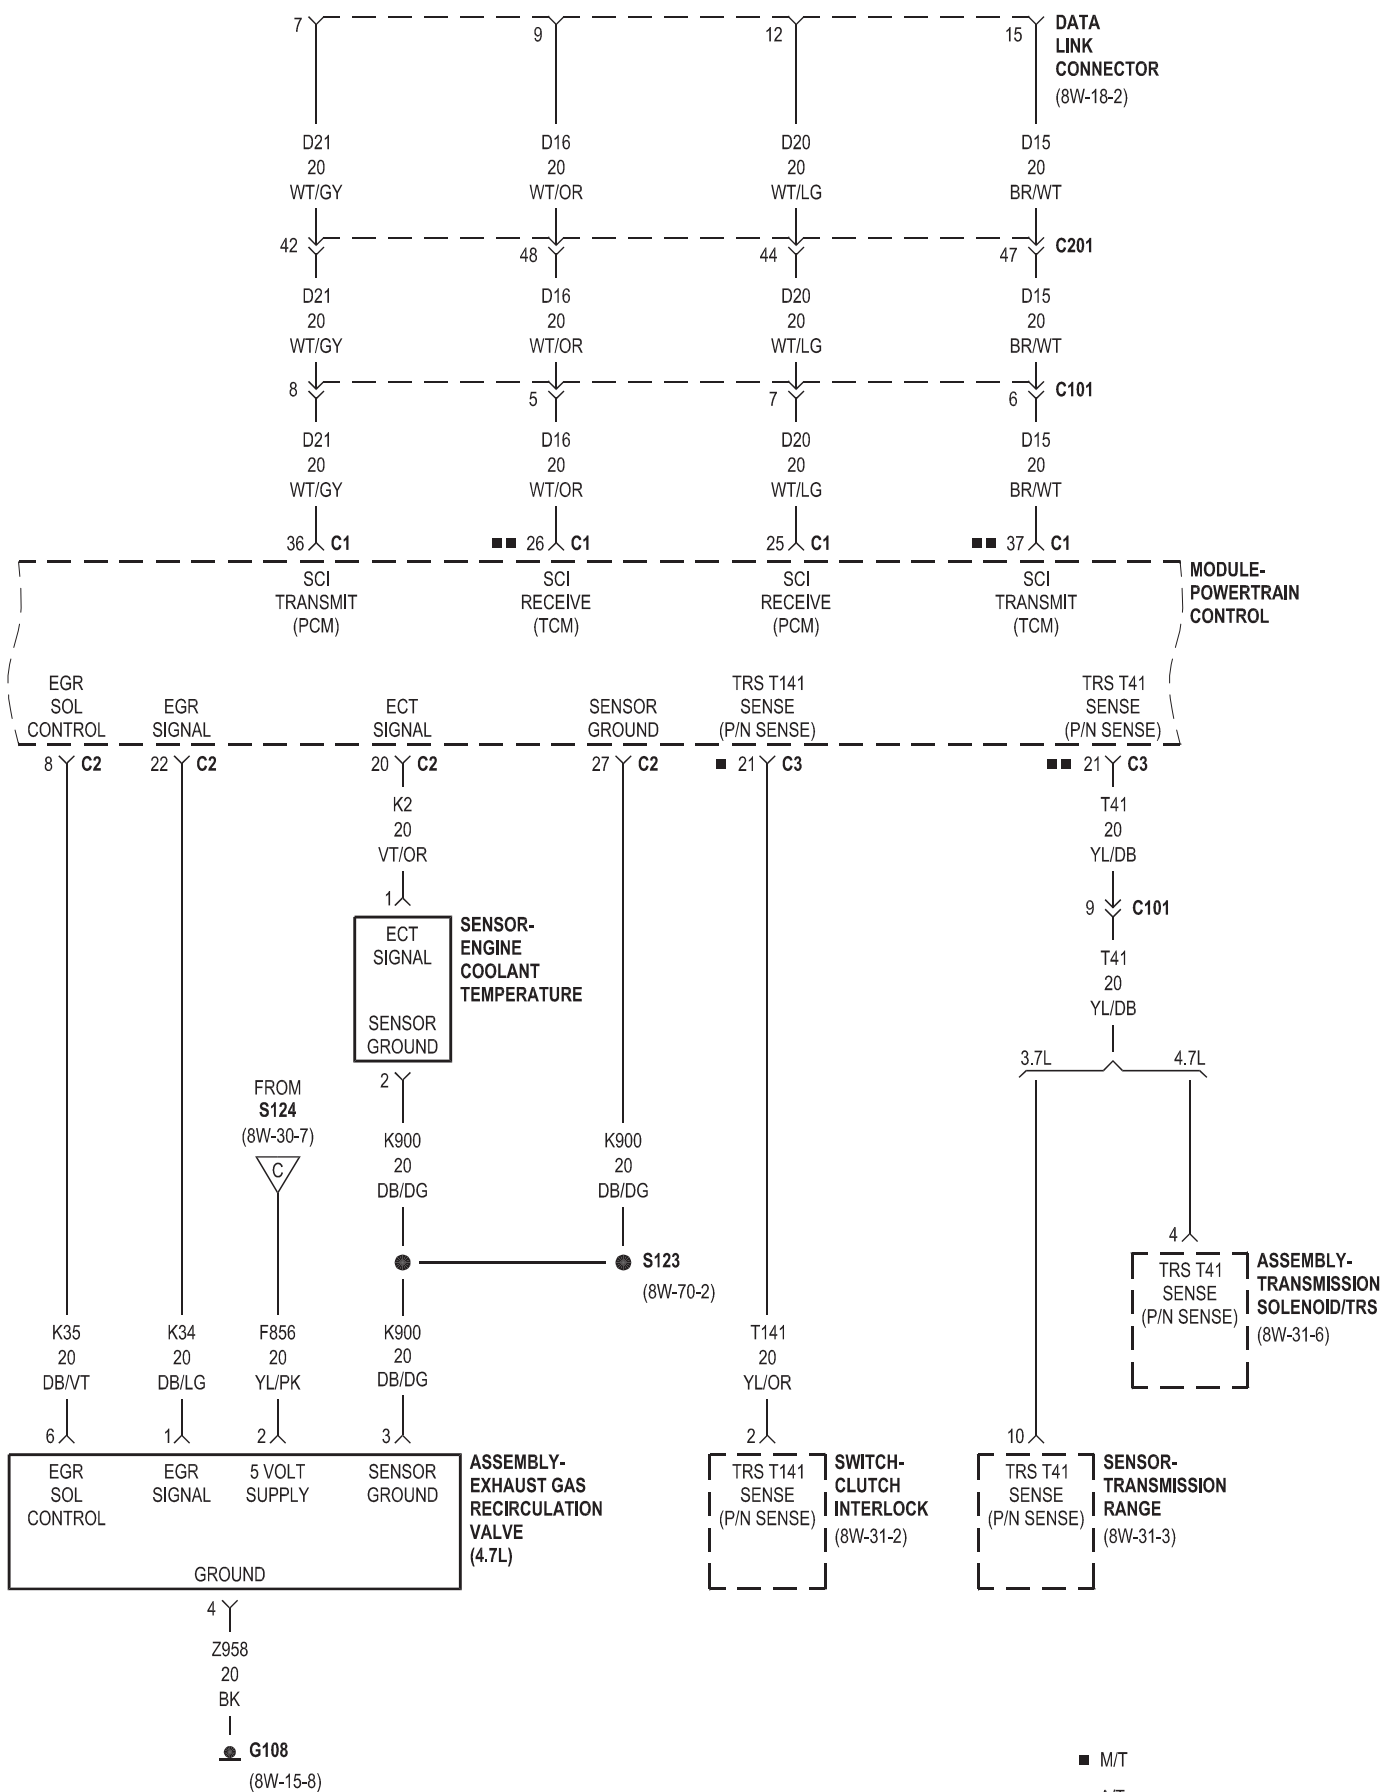 7
9
12
15
DATA
LINK
CONNECTOR
(8W-18-2)
D21
20
WT/GY
D16
20
WT/OR
D20
20
WT/LG
D15
20
BR/WT
42
48
44
47
C201
D21
20
WT/GY
D16
20
WT/OR
D20
20
WT/LG
D15
20
BR/WT
8
5
7
6
C101
D21
20
WT/GY
D16
20
WT/OR
D20
20
WT/LG
D15
20
BR/WT
36 C1
26 C1
25 C1
37 C1
SCI
TRANSMIT
(PCM)
SCI
RECEIVE
(TCM)
SCI
RECEIVE
(PCM)
SCI
TRANSMIT
(TCM)
MODULE-
POWERTRAIN
CONTROL
EGR
SOL
CONTROL
EGR
SIGNAL
ECT
SIGNAL
SENSOR
GROUND
TRS T141
SENSE
(P/N SENSE)
TRS T41
SENSE
(P/N SENSE)
8 C2
22 C2
20 C2
27 C2
21 C3
21 C3
K2
20
VT/OR
T41
20
YL/DB
1
9
C101
ECT
SIGNAL
SENSOR
GROUND
SENSOR-
ENGINE
COOLANT
TEMPERATURE
T41
20
YL/DB
3.7L
4.7L
2
FROM
S124
(8W-30-7)
C
K900
20
DB/DG
K900
20
DB/DG
S123
(8W-70-2)
4
TRS T41
SENSE
(P/N SENSE)
ASSEMBLY-
TRANSMISSION
SOLENOID/TRS
(8W-31-6)
K35
20
DB/VT
K34
20
DB/LG
F856
20
YL/PK
K900
20
DB/DG
T141
20
YL/OR
6
1
2
3
2
10
EGR
SOL
CONTROL
EGR
SIGNAL
5 VOLT
SUPPLY
SENSOR
GROUND
GROUND
ASSEMBLY-
EXHAUST GAS
RECIRCULATION
VALVE
(4.7L)
TRS T141
SENSE
(P/N SENSE)
SWITCH-
CLUTCH
INTERLOCK
(8W-31-2)
TRS T41
SENSE
(P/N SENSE)
SENSOR-
TRANSMISSION
RANGE
(8W-31-3)
4
Z958
20
BK
G108
(8W-15-8)
M/T